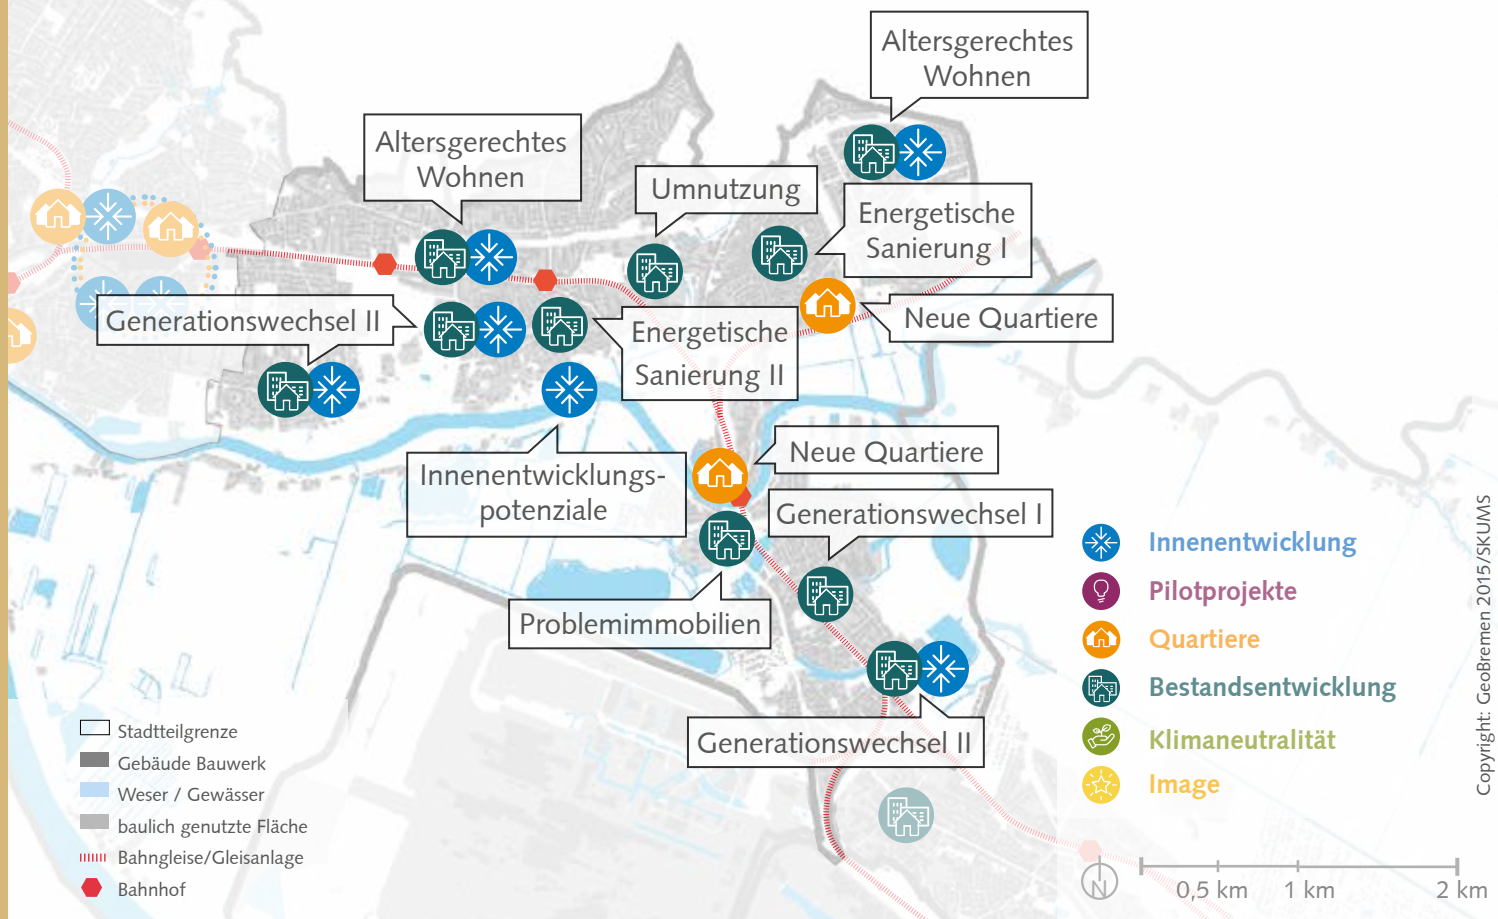 Altersgerechtes
Wohnen
Altersgerechtes
Wohnen
Umnutzung
Energetische
Sanierung I
Generationswechsel II
Energetische
Sanierung II
Neue Quartiere
Innenentwicklungs-
potenziale
Neue Quartiere
Generationswechsel I
Problemimmobilien
Generationswechsel II
Innenentwicklung
Pilotprojekte
Quartiere
Bestandsentwicklung
Klimaneutralität
Image
Stadtteilgrenze
Gebäude Bauwerk
Weser / Gewässer
baulich genutzte Fläche
Bahngleise/Gleisanlage
Bahnhof
N
0,5 km 1 km 2 km
Copyright: GeoBremen 2015/SKUMS